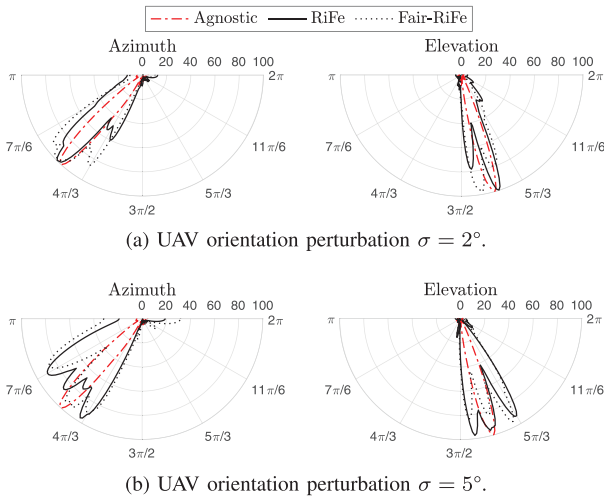 Agnostic RiFe Fair-RiFe
Azimuth Elevation
0 20 40 60 80 100 0 20 40 60 80 100
π 2π π 2π
7π/6 11π/6 7π/6 11π/6
4π/3 5π/3 4π/3 5π/3
3π/2 3π/2
(a) UAV orientation perturbation σ = 2°.
Azimuth Elevation
0 20 40 60 80 100 0 20 40 60 80 100
π 2π π 2π
7π/6 11π/6 7π/6 11π/6
4π/3 5π/3 4π/3 5π/3
3π/2 3π/2
(b) UAV orientation perturbation σ = 5°.